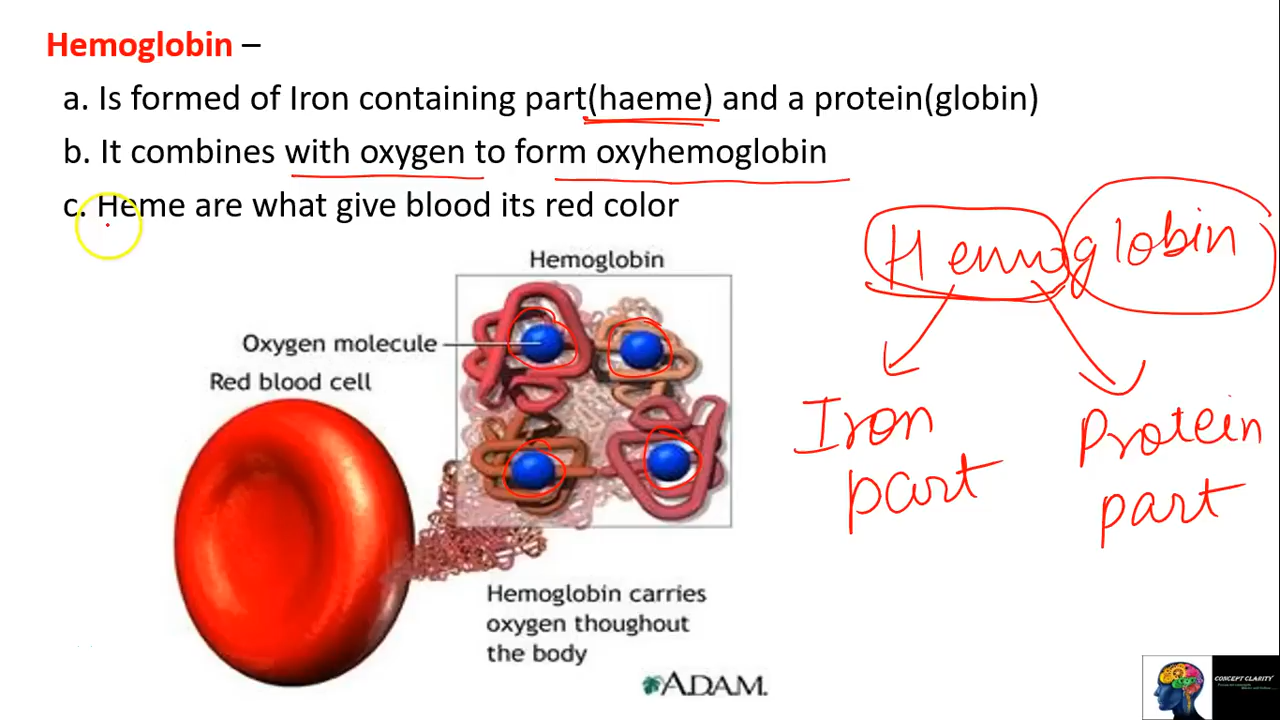 Hemoglobin –
a. Is formed of Iron containing part(haeme) and a protein(globin)
b. It combines with oxygen to form oxyhemoglobin
c. Heme are what give blood its red color
Hemoglobin
Hemoglobin
Oxygen molecule
Red blood cell
Iron
part
Protein
part
Hemoglobin carries
oxygen thoughout
the body
A.D.A.M.
CONCEPT CLARITY